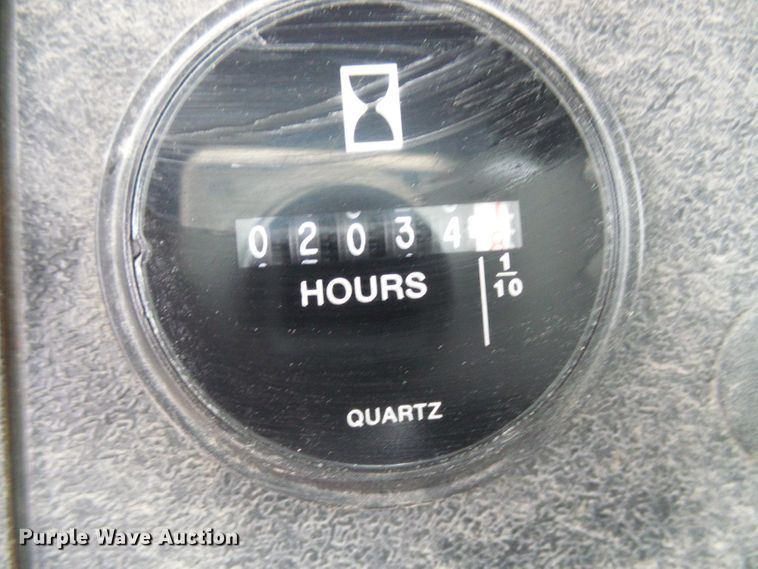 02034
HOURS
1/10
QUARTZ
Purple Wave Auction